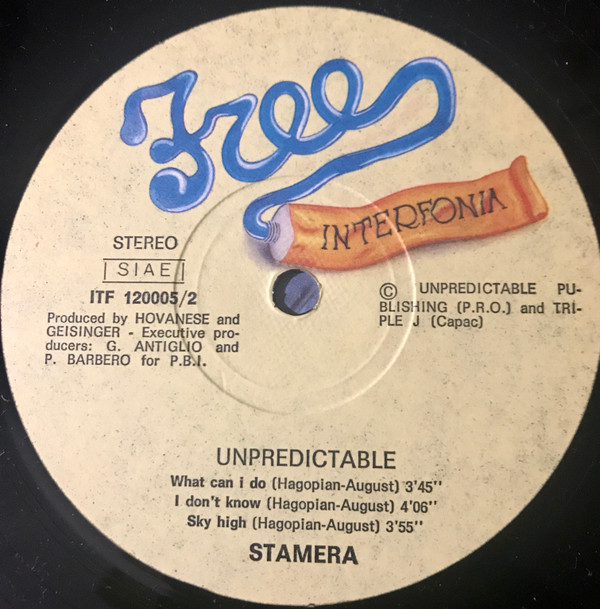 Free
INTERFONIA
STEREO
SIAE
ITF 120005/2
Produced by HOVANESE and
GEISINGER - Executive pro-
ducers: G. ANTIGLIO and
P. BARBERO for P.B.I.
© UNPREDICTABLE PU-
BLISHING (P.R.O.) and TRI-
PLE J (Capac)
UNPREDICTABLE
What can i do (Hagopian-August) 3'45''
I don't know (Hagopian-August) 4'06''
Sky high (Hagopian-August) 3'55''
STAMERA